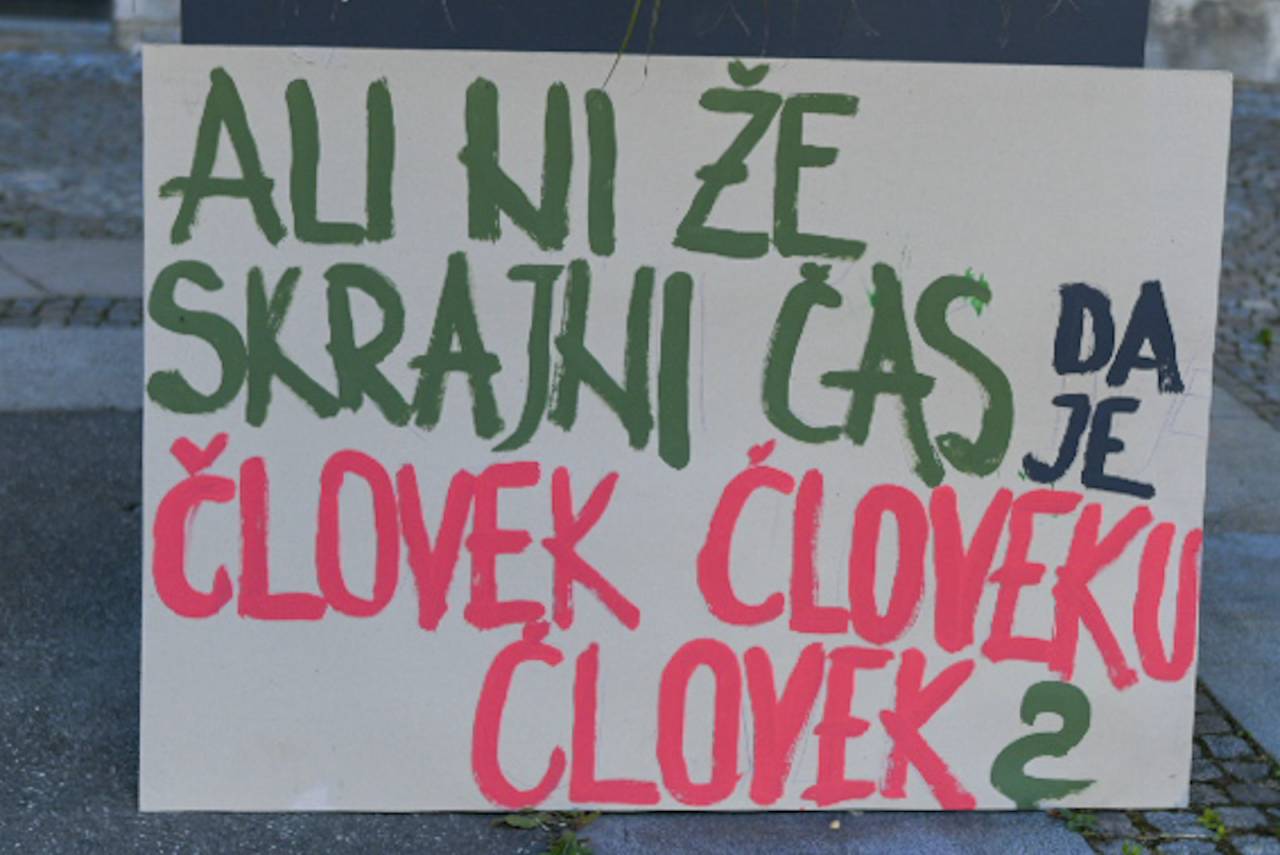 ALI NI ŽE
SKRAJNI ČAS DA
JE
ČLOVEK ČLOVEKU
ČLOVEK?